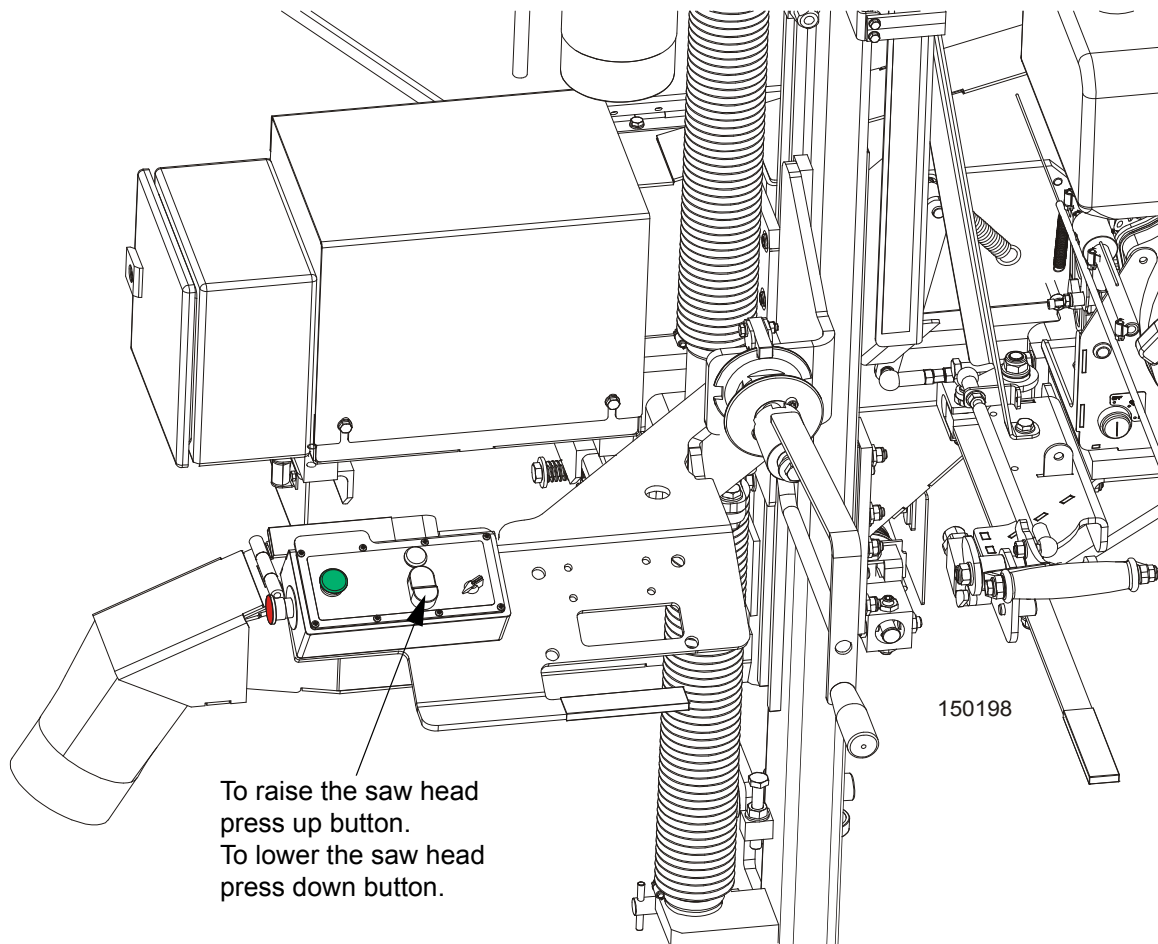 150198
To raise the saw head
press up button.
To lower the saw head
press down button.